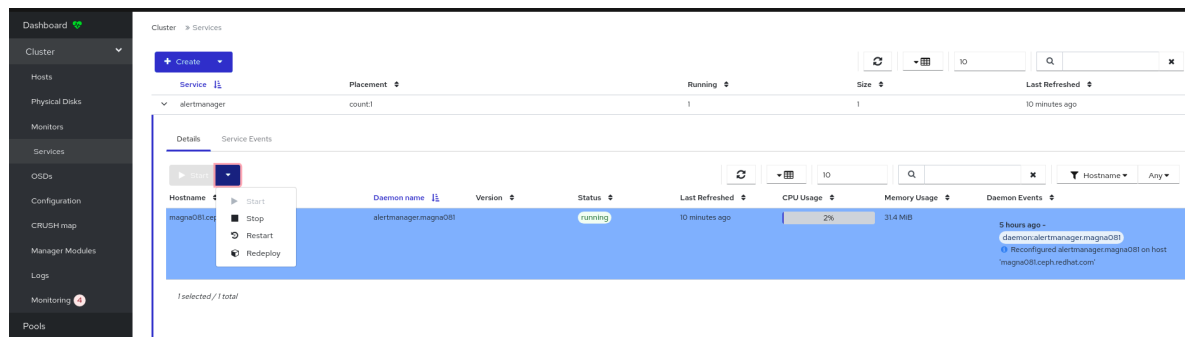 Dashboard
Cluster » Services
Cluster
+ Create
10
Hosts
Service Placement Running Size Last Refreshed
Physical Disks
alertmanager count:1 1 1 10 minutes ago
Monitors
Details Service Events
Services
OSDs
Start 10 Hostname Any
Configuration
Hostname Daemon name Version Status Last Refreshed CPU Usage Memory Usage Daemon Events
Start
CRUSH map
magna081.cep alertmanager.magna081 running 10 minutes ago 2% 31.4 MiB
Stop
5 hours ago -
Restart
daemon:alertmanager.magna081
Manager Modules
Redeploy
Reconfigured alertmanager.magna081 on host
'magna081.ceph.redhat.com'
Logs
Monitoring 4
1 selected / 1 total
Pools